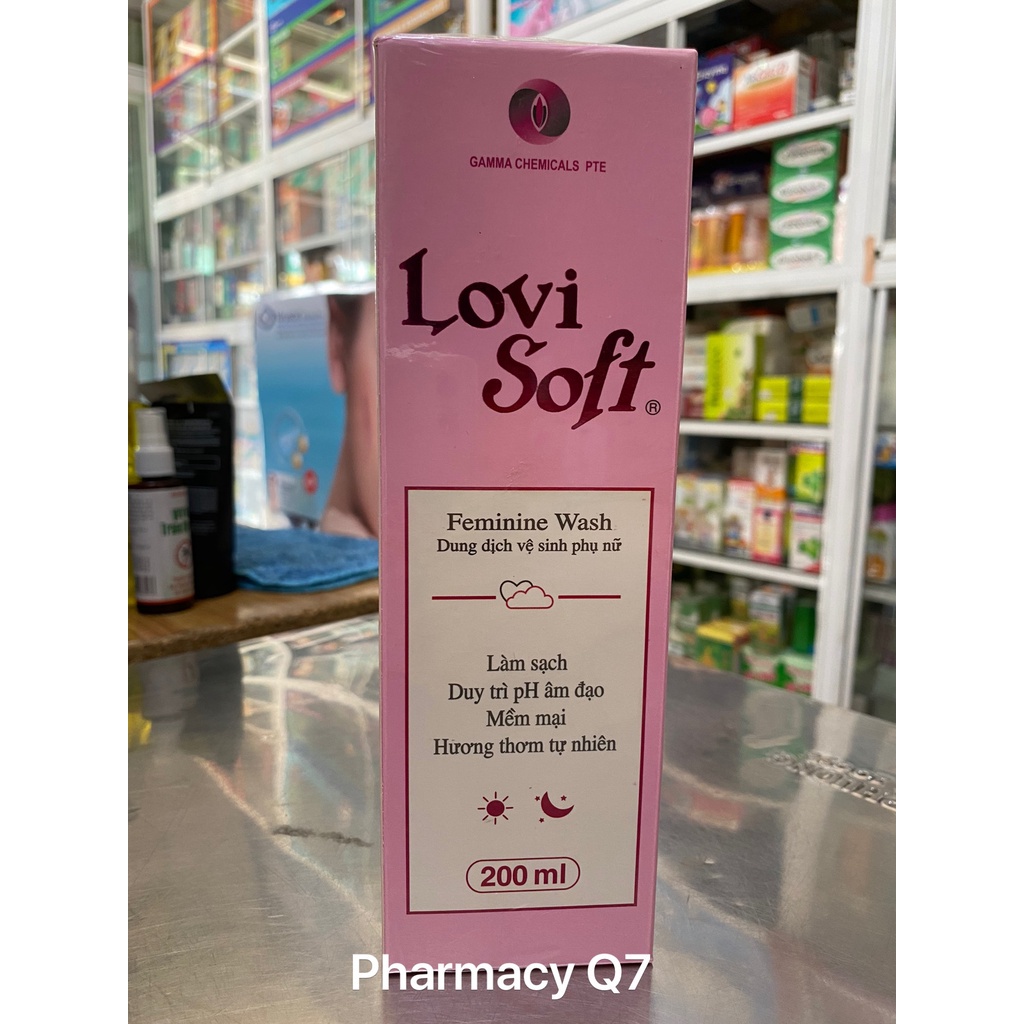 GAMMA CHEMICALS PTE
Lovi
Soft®
Feminine Wash
Dung dịch vệ sinh phụ nữ
Làm sạch
Duy trì pH âm đạo
Mềm mại
Hương thơm tự nhiên
200 ml
Pharmacy Q7